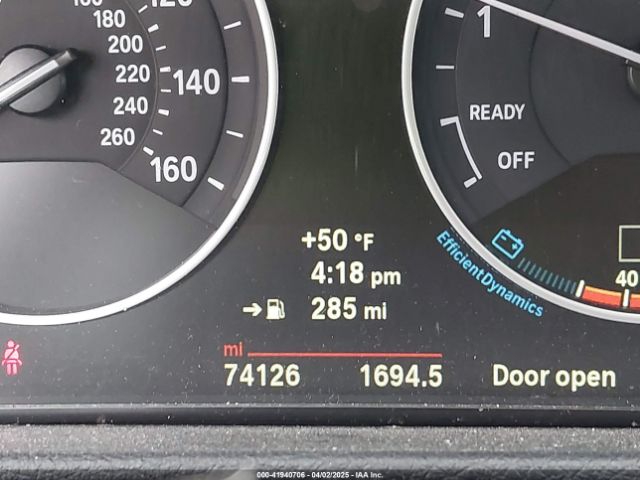 120
180
200
220
240
260
140
160
1
READY
OFF
+50 °F
4:18 pm
285 mi
EfficientDynamics
40
mi
74126 1694.5 Door open
000-41940706 - 04/02/2025 - IAA Inc.